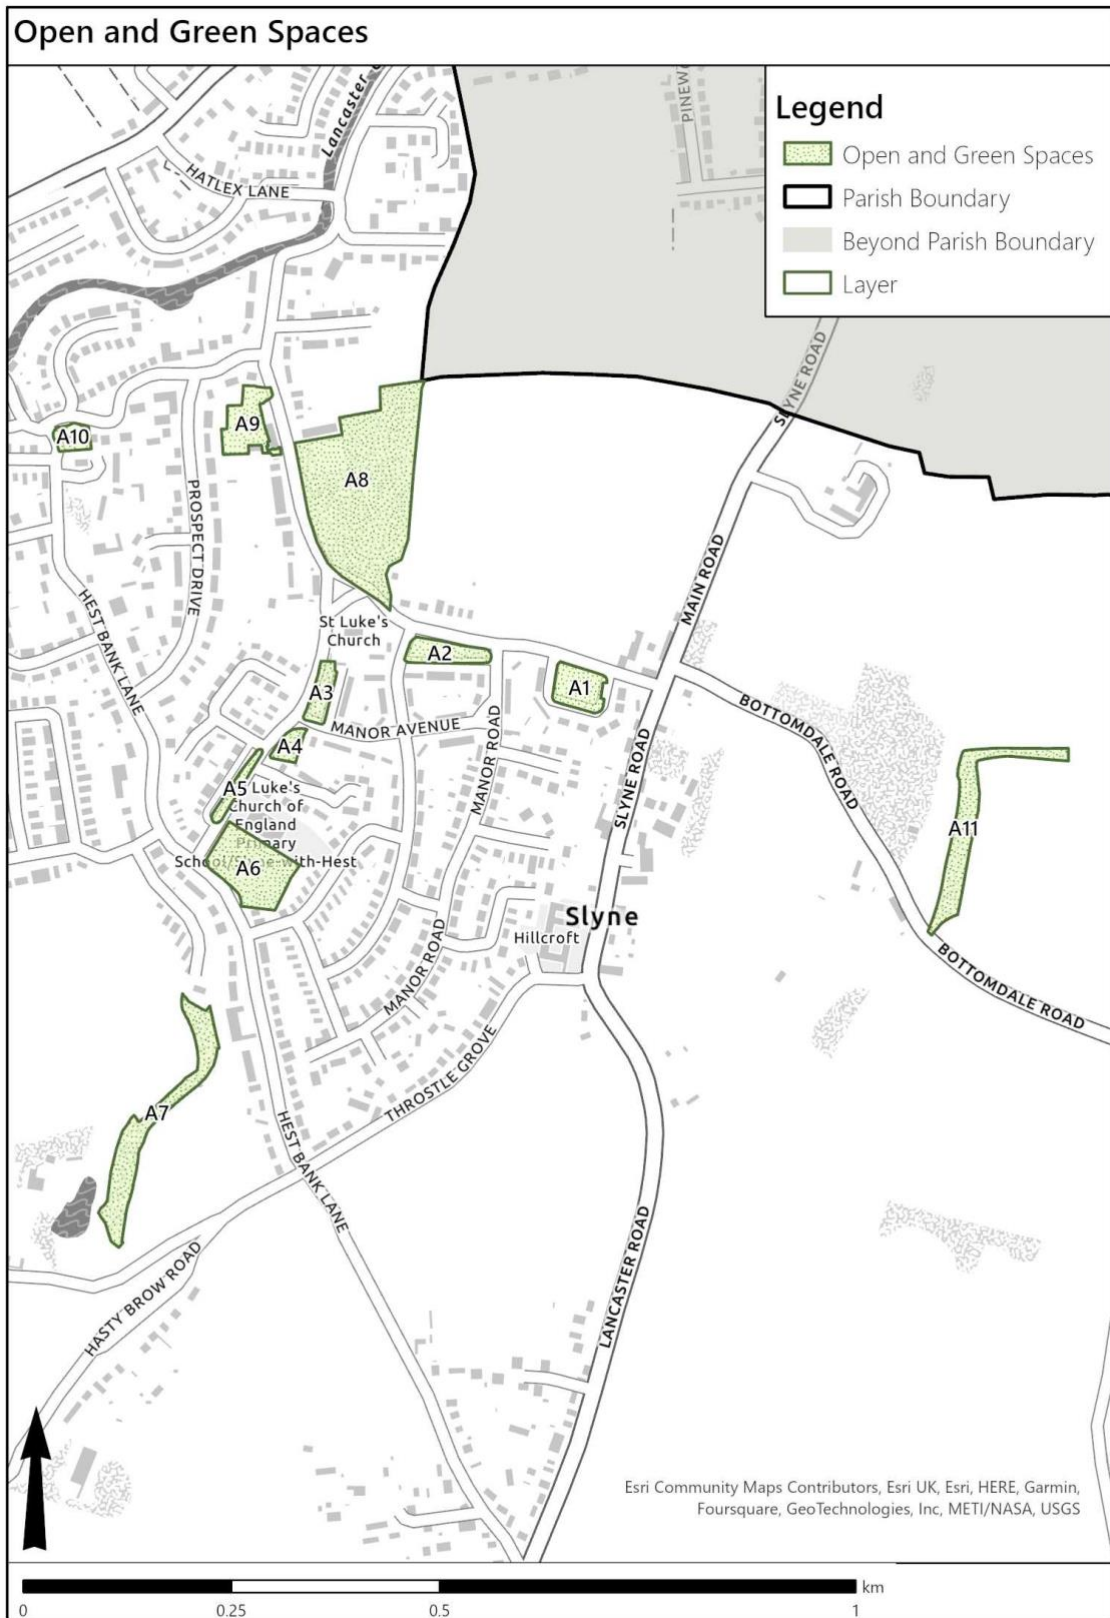 Open and Green Spaces
Legend
Open and Green Spaces
Parish Boundary
Beyond Parish Boundary
Layer
Lancaster
HATLEX LANE
SLYNE ROAD
A10
A9
A8
PROSPECT DRIVE
HEST BANK LANE
MAIN ROAD
St Luke's
Church
A2
A3
A1
MANOR AVENUE
A4
MANOR ROAD
BOTTOMDALE ROAD
SLYNE ROAD
A5
Luke's
Church of
England
A6
A11
Slyne
Hillcroft
MANOR ROAD
BOTTOMDALE ROAD
THROSTLE GROVE
A7
HEST BANK LANE
HASTY BROW ROAD
LANCASTER ROAD
Esri Community Maps Contributors, Esri UK, Esri, HERE, Garmin,
Foursquare, GeoTechnologies, Inc, METI/NASA, USGS
km
0
0.25
0.5
1